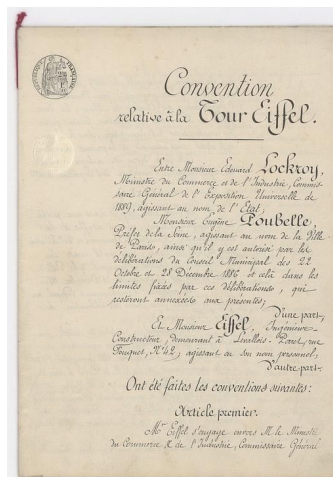 RÉPUBLIQUE FRANÇAISE
Convention
relative à la Tour Eiffel.
Entre Monsieur Edouard Lockroy,
Ministre du Commerce et de l'Industrie, Commis-
saire Général de l'Exposition Universelle de
1889, agissant au nom de l'Etat;
Monsieur Eugène Poubelle,
Préfet de la Seine, agissant au nom de la Ville
de Paris, ainsi qu'il y est autorisé par les
délibérations du Conseil Municipal des 22
Octobre et 28 Décembre 1886 et cela dans les
limites fixées par ces délibérations, qui
resteront annexées aux présentes;
D'une part,
Et Monsieur Eiffel, Ingénieur-
Constructeur, demeurant à Levallois-Perret, rue
Fouquet, N° 42, agissant en son nom personnel,
D'autre part.
Ont été faites les conventions suivantes:
Article premier.
Mr Eiffel s'engage envers M. le Ministre
du Commerce & de l'Industrie, Commissaire Général